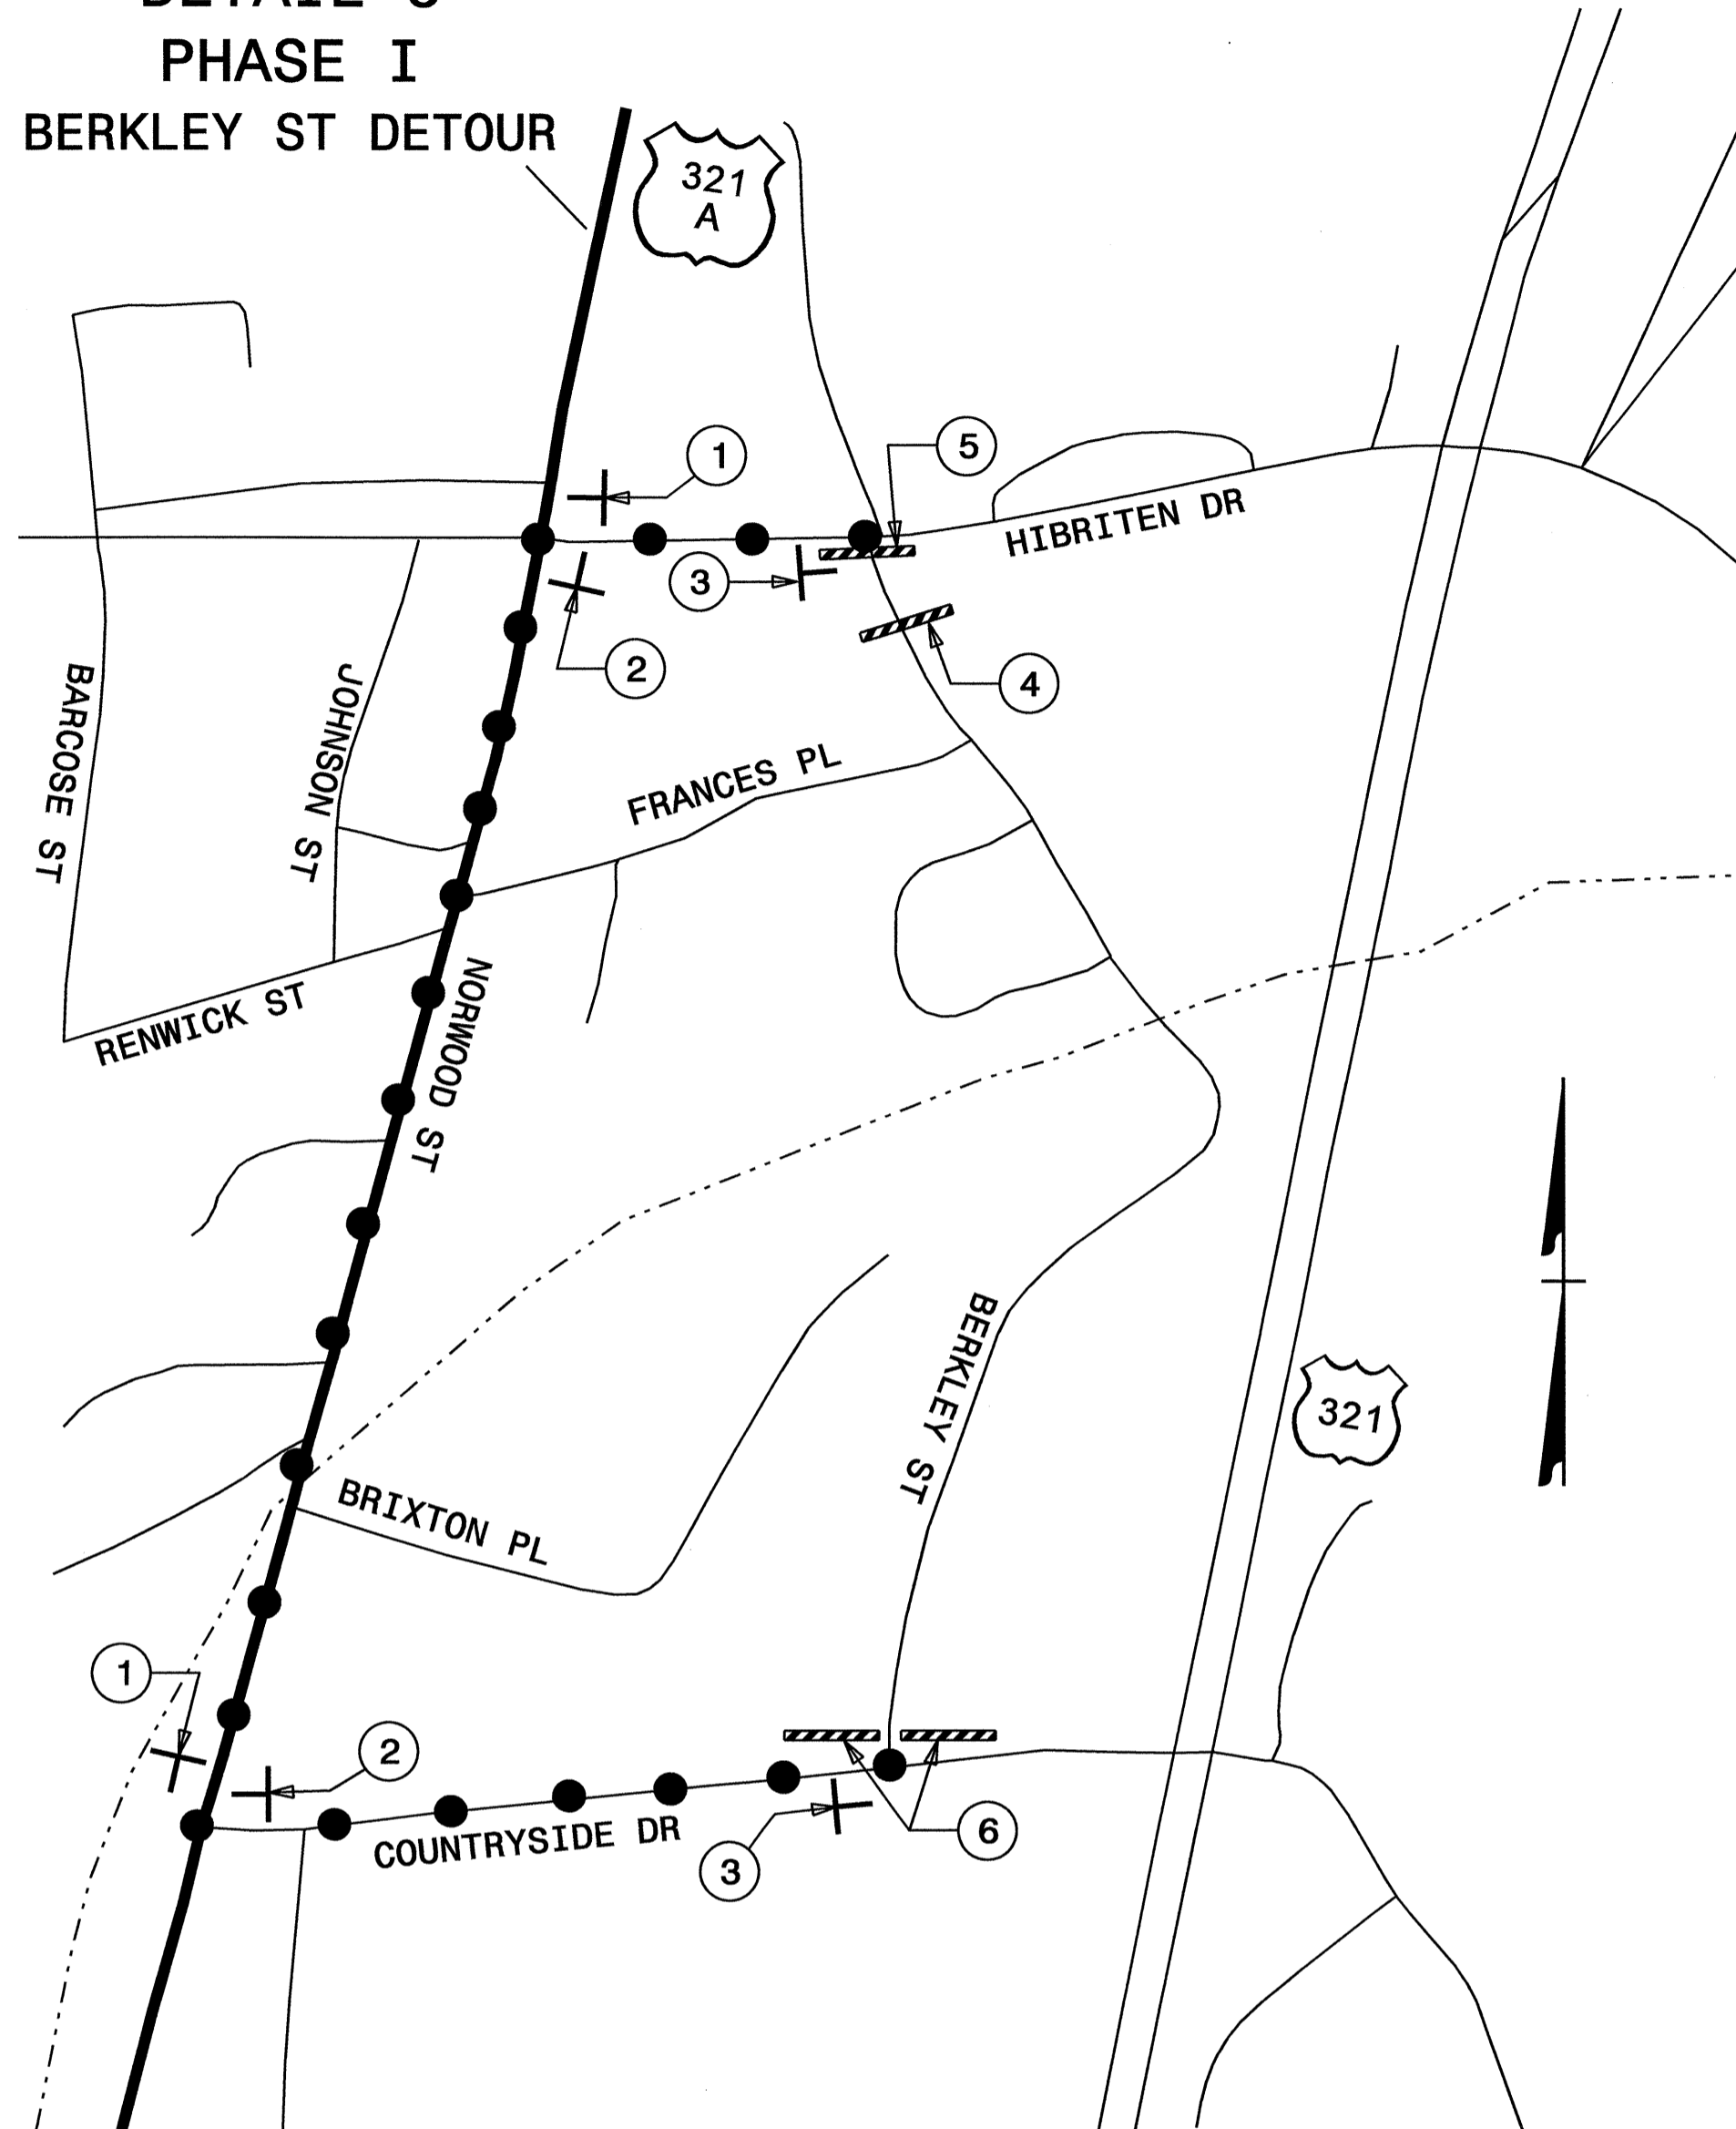 PHASE I
BERKLEY ST DETOUR
321
A
1
5
HIBRITEN DR
3
2
4
BARCOSE ST
JOHNSON ST
FRANCES PL
RENWICK ST
NORWOOD ST
BERKLEY ST
321
BRIXTON PL
1
2
COUNTRYSIDE DR
3
6